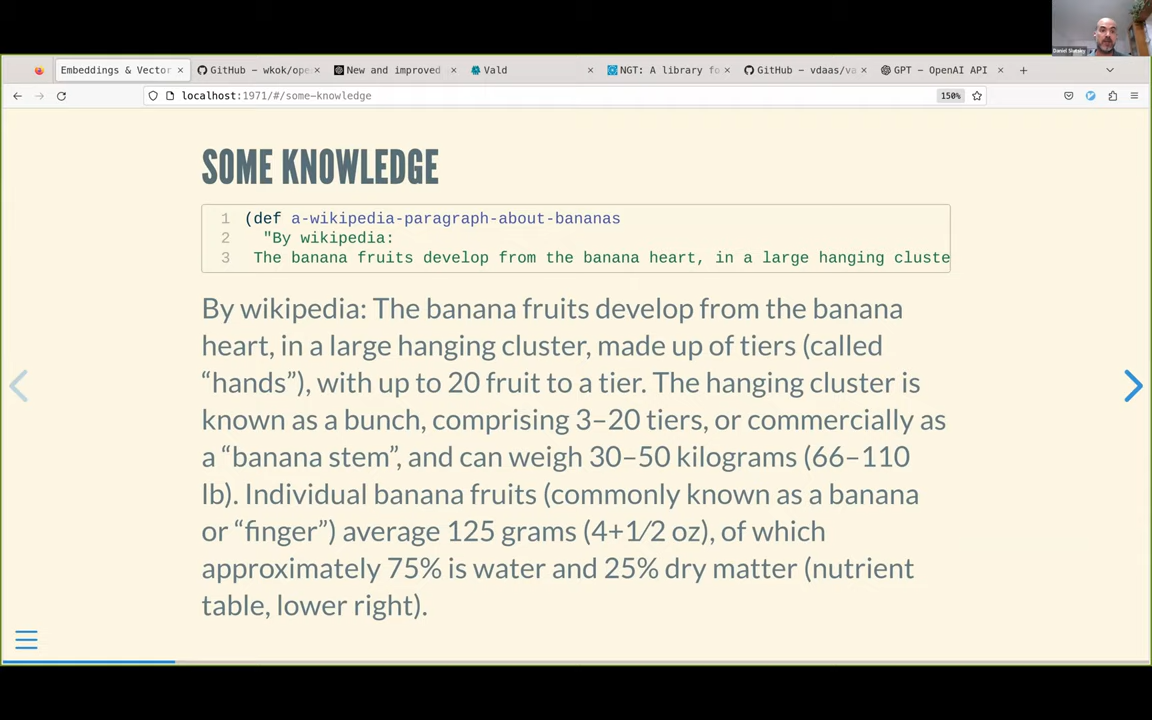 Daniel Slutsky
Embeddings & Vector
GitHub – wkok/ope
New and improved
Vald
NGT: A library fo
GitHub – vdaas/va
GPT – OpenAI API
localhost:1971/#/some-knowledge
150%
SOME KNOWLEDGE
1 (def a-wikipedia-paragraph-about-bananas
2 "By wikipedia:
3 The banana fruits develop from the banana heart, in a large hanging cluste
By wikipedia: The banana fruits develop from the banana
heart, in a large hanging cluster, made up of tiers (called
“hands”), with up to 20 fruit to a tier. The hanging cluster is
known as a bunch, comprising 3–20 tiers, or commercially as
a “banana stem”, and can weigh 30–50 kilograms (66–110
lb). Individual banana fruits (commonly known as a banana
or “finger”) average 125 grams (4+1⁄2 oz), of which
approximately 75% is water and 25% dry matter (nutrient
table, lower right).